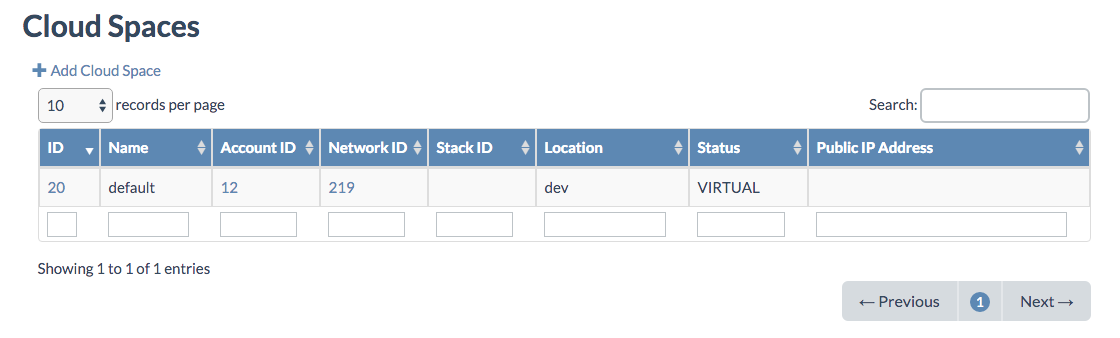 Cloud Spaces
+ Add Cloud Space
10 records per page Search:
ID Name Account ID Network ID Stack ID Location Status Public IP Address
20 default 12 219 dev VIRTUAL
Showing 1 to 1 of 1 entries
← Previous 1 Next →